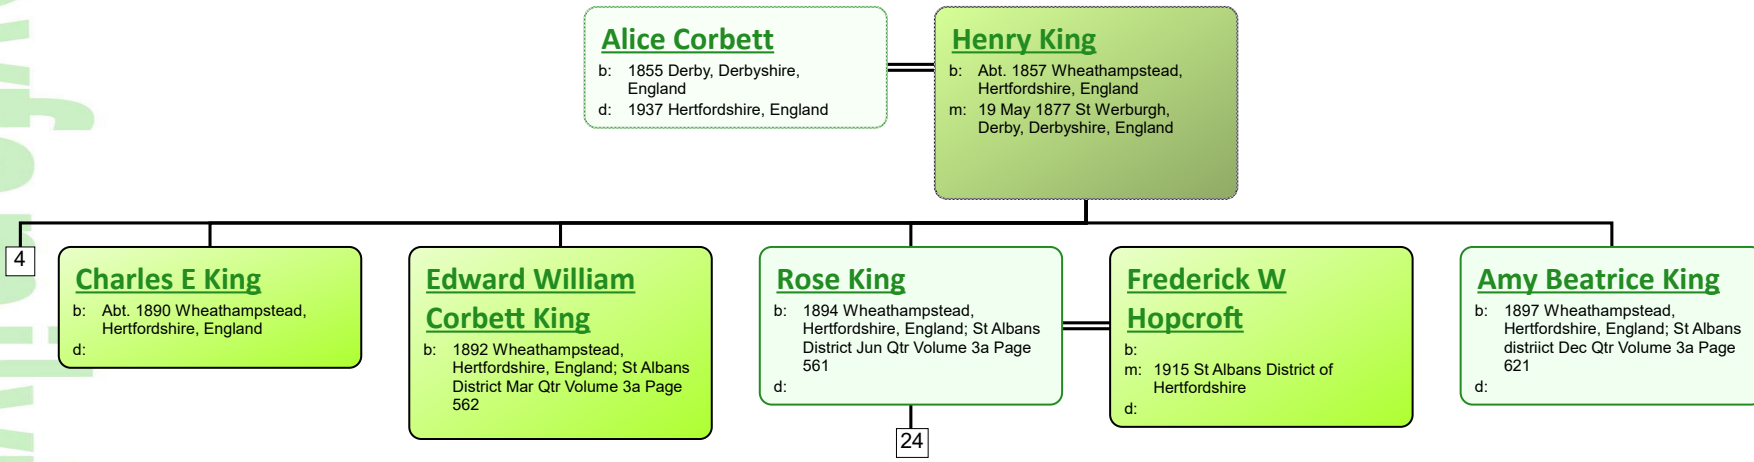 Alice Corbett
b: 1855 Derby, Derbyshire,
England
d: 1937 Hertfordshire, England
Henry King
b: Abt. 1857 Wheathampstead,
Hertfordshire, England
m: 19 May 1877 St Werburgh,
Derby, Derbyshire, England
4
Charles E King
b: Abt. 1890 Wheathampstead,
Hertfordshire, England
d:
Edward William
Corbett King
b: 1892 Wheathampstead,
Hertfordshire, England; St Albans
District Mar Qtr Volume 3a Page
562
Rose King
b: 1894 Wheathampstead,
Hertfordshire, England; St Albans
District Jun Qtr Volume 3a Page
561
d:
24
Frederick W
Hopcroft
b:
m: 1915 St Albans District of
Hertfordshire
d:
Amy Beatrice King
b: 1897 Wheathampstead,
Hertfordshire, England; St Albans
distriict Dec Qtr Volume 3a Page
621
d: